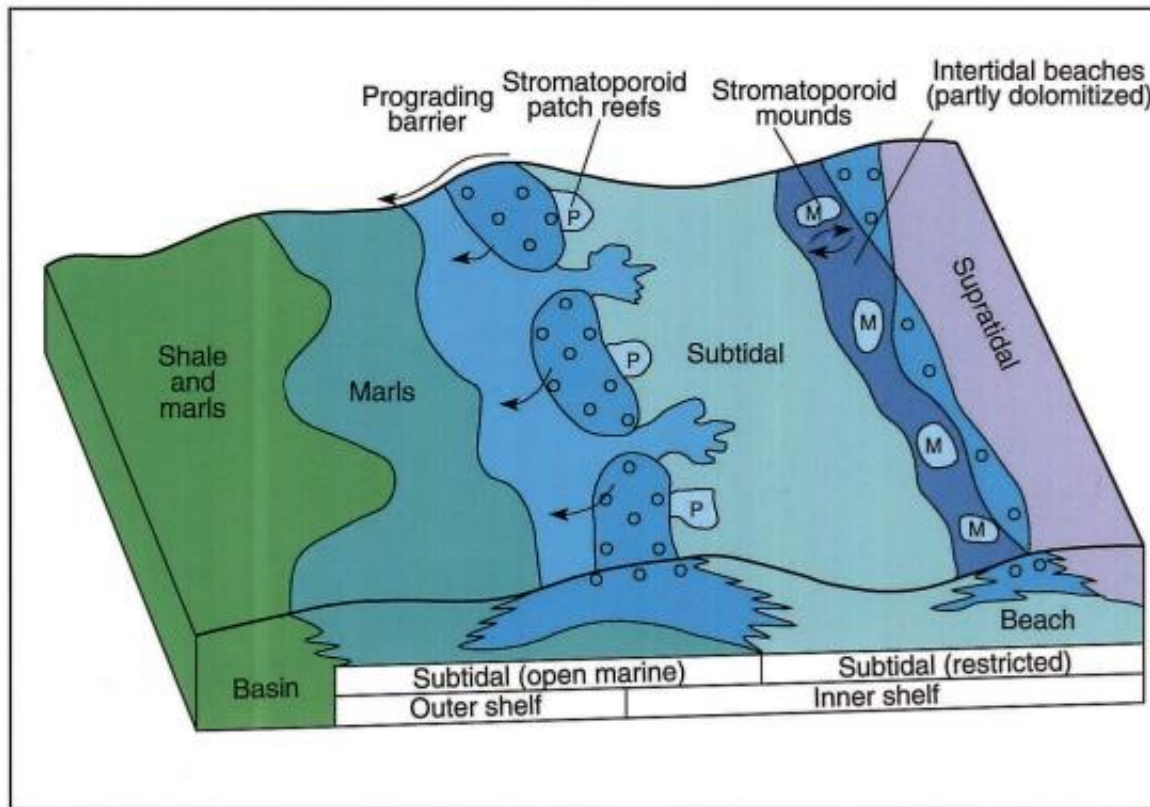 Prograding
barrier
Stromatoporoid
patch reefs
Stromatoporoid
mounds
Intertidal beaches
(partly dolomitized)
P
M
Shale
and
marls
Marls
P
Subtidal
M
Supratidal
P
M
M
Beach
Basin
Subtidal (open marine)
Subtidal (restricted)
Outer shelf
Inner shelf